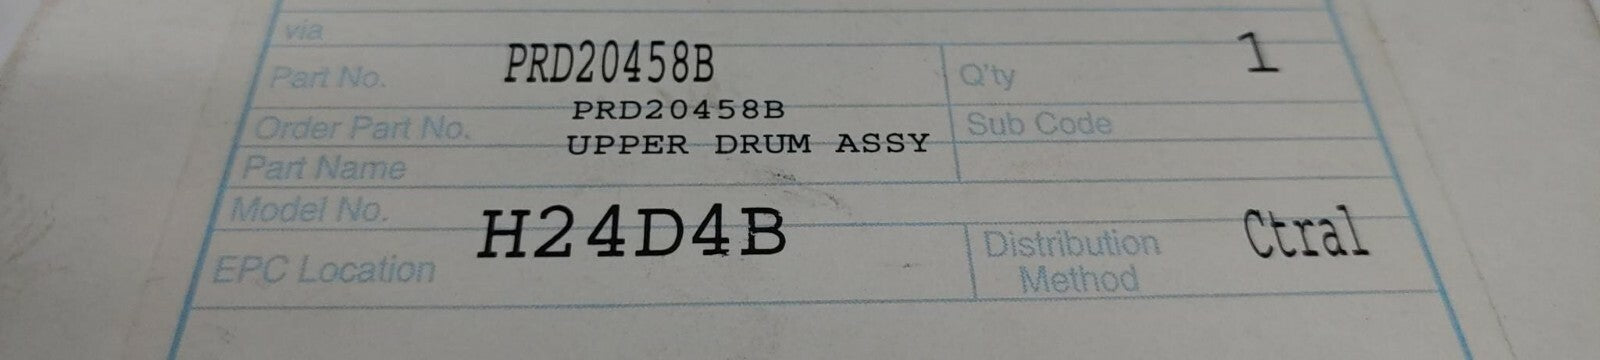 via
Part No. PRD20458B Q'ty 1
Order Part No. PRD20458B Sub Code
Part Name UPPER DRUM ASSY
Model No.
EPC Location H24D4B Distribution Method Ctral